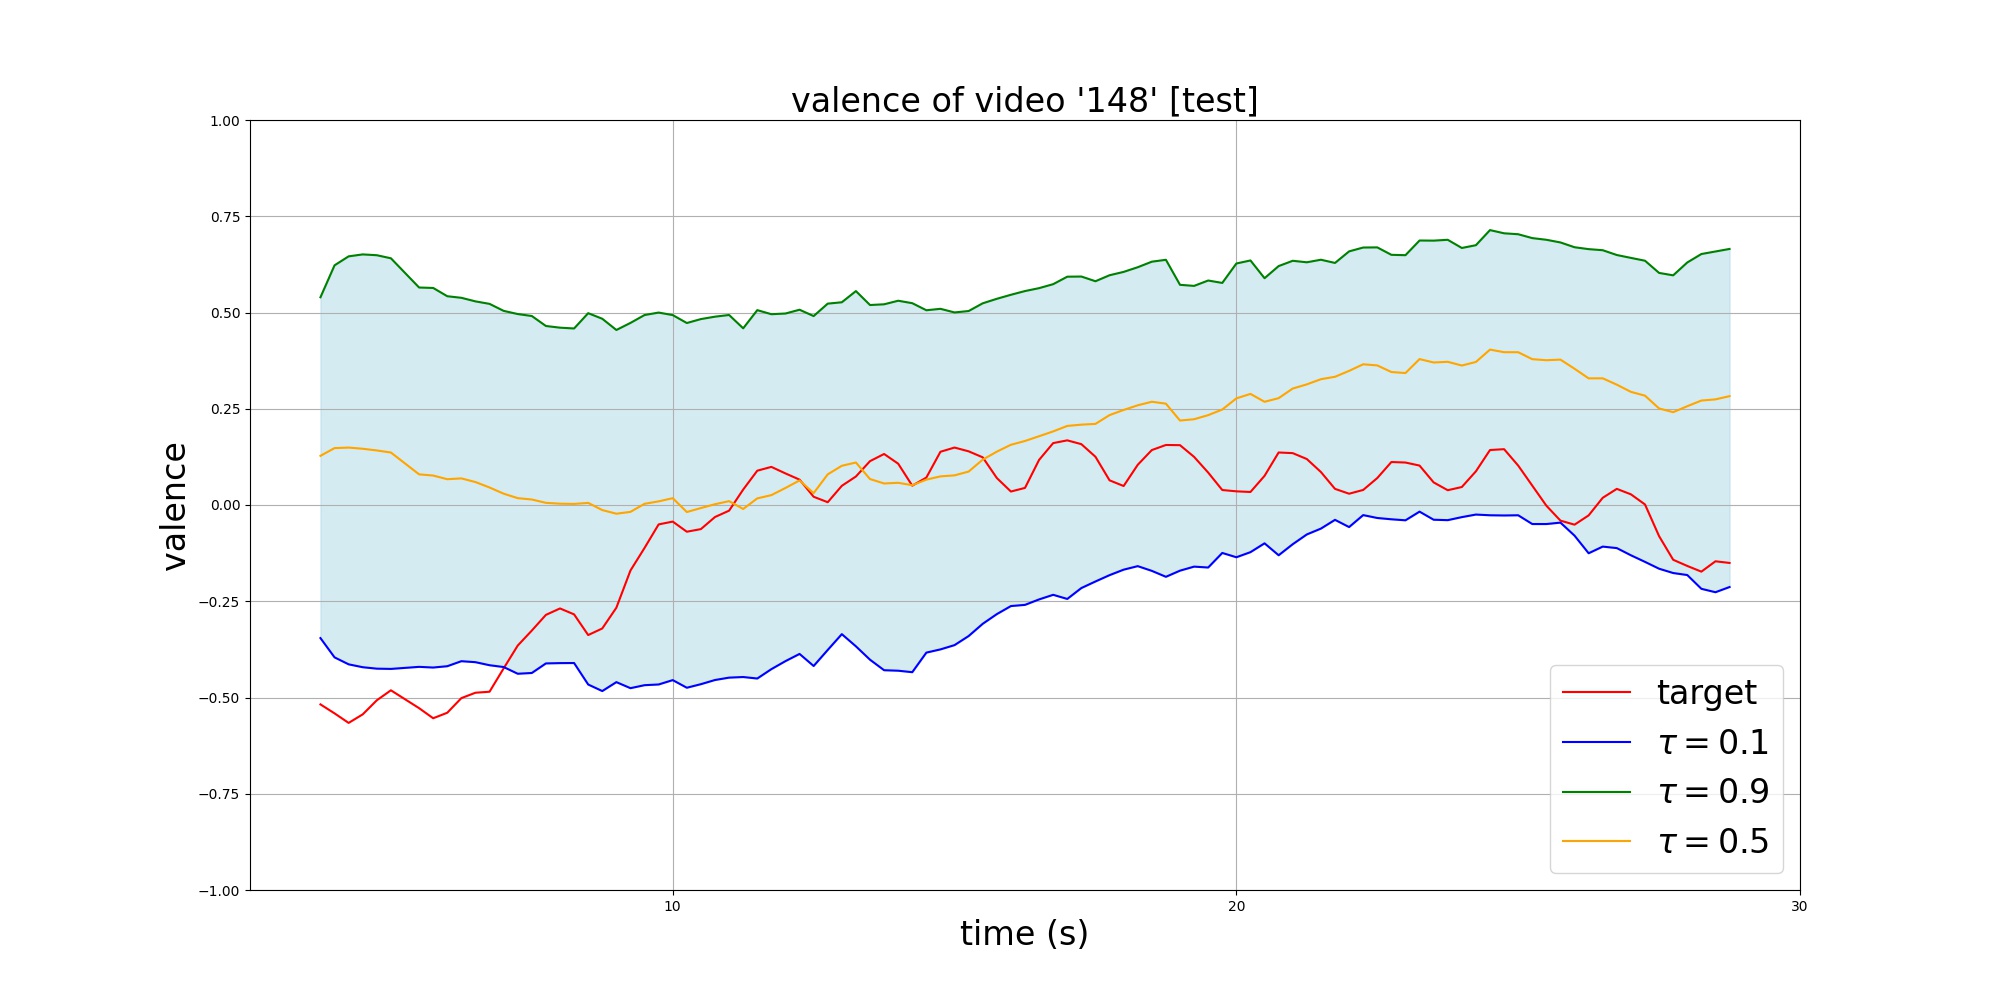 valence of video '148' [test]
1.00
0.75
0.50
0.25
0.00
−0.25
−0.50
−0.75
−1.00
valence
10
20
30
time (s)
target
τ = 0.1
τ = 0.9
τ = 0.5